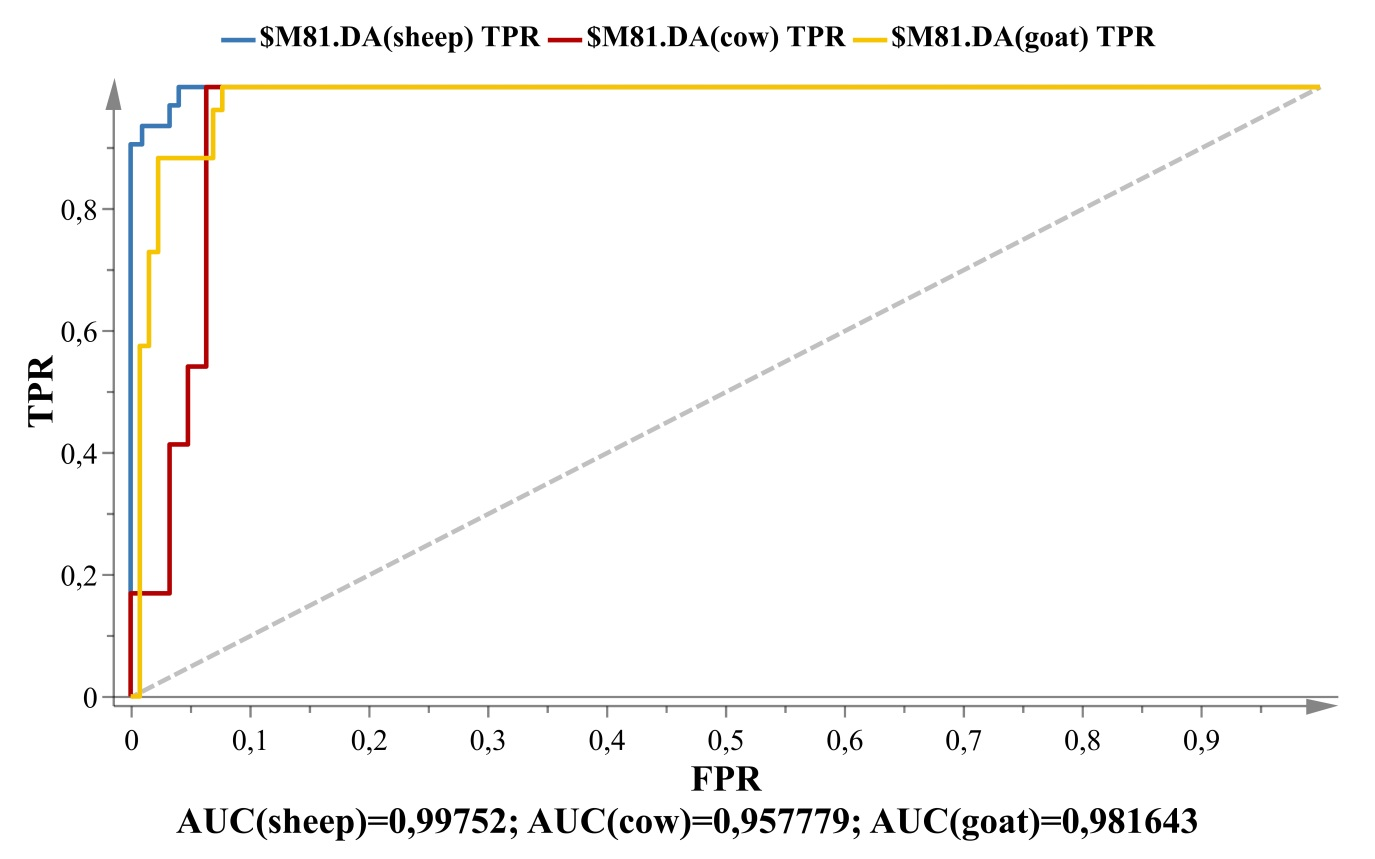 $M81.DA(sheep) TPR $M81.DA(cow) TPR $M81.DA(goat) TPR
0,8
0,6
TPR
0,4
0,2
0
0 0,1 0,2 0,3 0,4 0,5 0,6 0,7 0,8 0,9
FPR
AUC(sheep)=0,99752; AUC(cow)=0,957779; AUC(goat)=0,981643